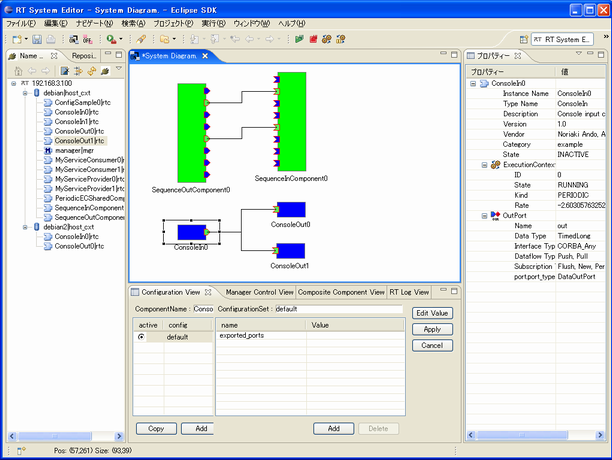 RT System Editor - System Diagram. - Eclipse SDK
ファイル(F) 編集(E) ナビゲート(N) 検索(A) プロジェクト(P) 実行(R) ウィンドウ(W) ヘルプ(H)
RT System E...
Name ...
Reposi...
192.168.3.100
debian|host_cxt
ConfigSample0|rtc
ConsoleIn0|rtc
ConsoleIn1|rtc
ConsoleOut0|rtc
ConsoleOut1|rtc
manager|mgr
MyServiceConsumer0|
MyServiceConsumer1|
MyServiceProvider0|rt
MyServiceProvider1|rt
PeriodicECSharedComp
SequenceInComponent
SequenceOutCompone
debian2|host_cxt
ConsoleIn0|rtc
ConsoleOut0|rtc
*System Diagram
SequenceOutComponent0
SequenceInComponent0
ConsoleIn0
ConsoleOut0
ConsoleOut1
Configuration View
Manager Control View
Composite Component View
RT Log View
ComponentName : Conso
ConfigurationSet : default
active config
default
name Value
exported_ports
Edit Value
Apply
Cancel
Copy
Add
Add
Delete
プロパティー
プロパティー 値
ConsoleIn0
Instance Name ConsoleIn0
Type Name ConsoleIn
Description Console input c
Version 1.0
Vendor Noriaki Ando, A
Category example
State INACTIVE
ExecutionContex
ID 0
State RUNNING
Kind PERIODIC
Rate -2.60305763252
OutPort
Name out
Data Type TimedLong
Interface Typ CORBA_Any
Dataflow Typ Push, Pull
Subscription Flush, New, Per
port.port_type DataOutPort
Pos: (57,261) Size: (93,39)